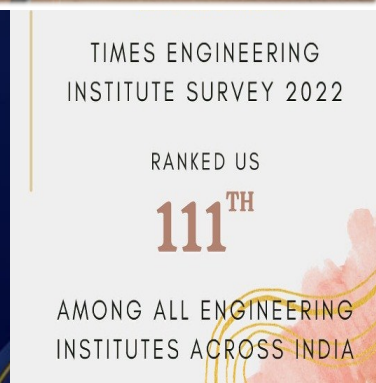 TIMES ENGINEERING
INSTITUTE SURVEY 2022
RANKED US
111TH
AMONG ALL ENGINEERING
INSTITUTES ACROSS INDIA